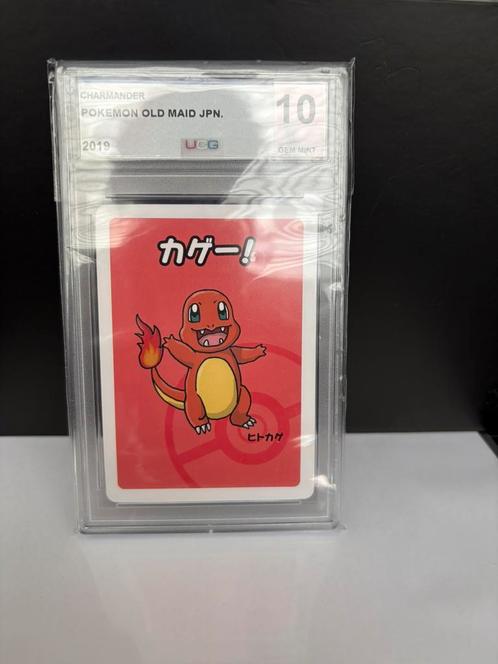 CHARMANDER
POKEMON OLD MAID JPN.
10
2019
UCG
GEM MINT
カゲー!
ヒトカゲ